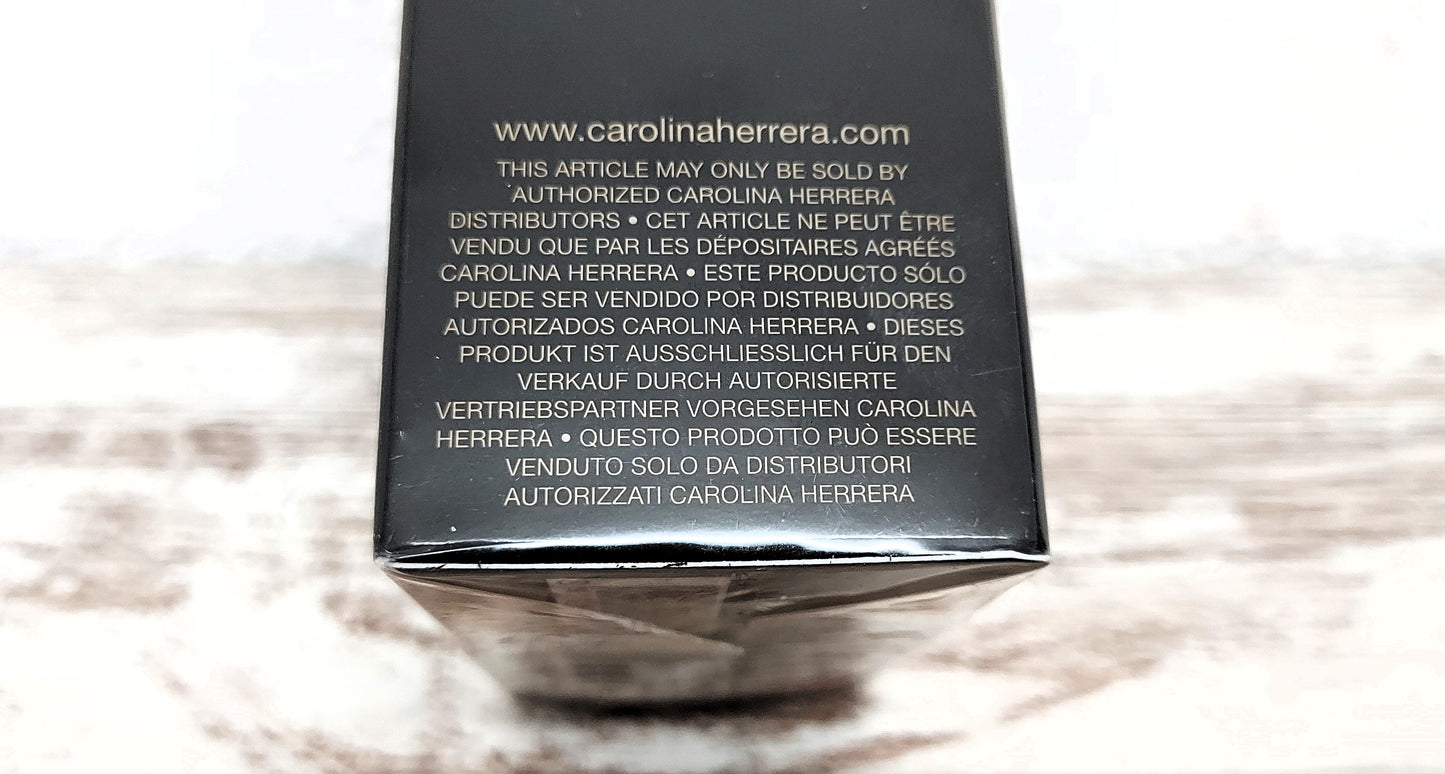 www.carolinaherrera.com
THIS ARTICLE MAY ONLY BE SOLD BY
AUTHORIZED CAROLINA HERRERA
DISTRIBUTORS • CET ARTICLE NE PEUT ÊTRE
VENDU QUE PAR LES DÉPOSITAIRES AGRÉÉS
CAROLINA HERRERA • ESTE PRODUCTO SÓLO
PUEDE SER VENDIDO POR DISTRIBUIDORES
AUTORIZADOS CAROLINA HERRERA • DIESES
PRODUKT IST AUSSCHLIESSLICH FÜR DEN
VERKAUF DURCH AUTORISIERTE
VERTRIEBSPARTNER VORGESEHEN CAROLINA
HERRERA • QUESTO PRODOTTO PUÒ ESSERE
VENDUTO SOLO DA DISTRIBUTORI
AUTORIZZATI CAROLINA HERRERA